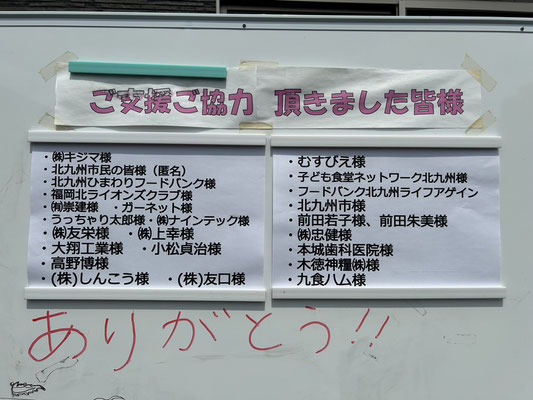 ご支援ご協力 頂きました皆様
・㈱キジマ様
・北九州市民の皆様（匿名）
・北九州ひまわりフードバンク様
・福岡北ライオンズクラブ様
・㈲崇建様 ・ガーネット様
・うっちゃり太郎様・㈱ナインテック様
・㈱友栄様 ・㈱上幸様
・大翔工業様 ・小松貞治様
・高野博様
・(株)しんこう様 ・(株)友口様
・むすびえ様
・子ども食堂ネットワーク北九州様
・フードバンク北九州ライフアゲイン
・北九州市様
・前田若子様、前田朱美様
・㈱忠健様
・本城歯科医院様
・木徳神糧㈱様
・九食ハム様
ありがとう!!